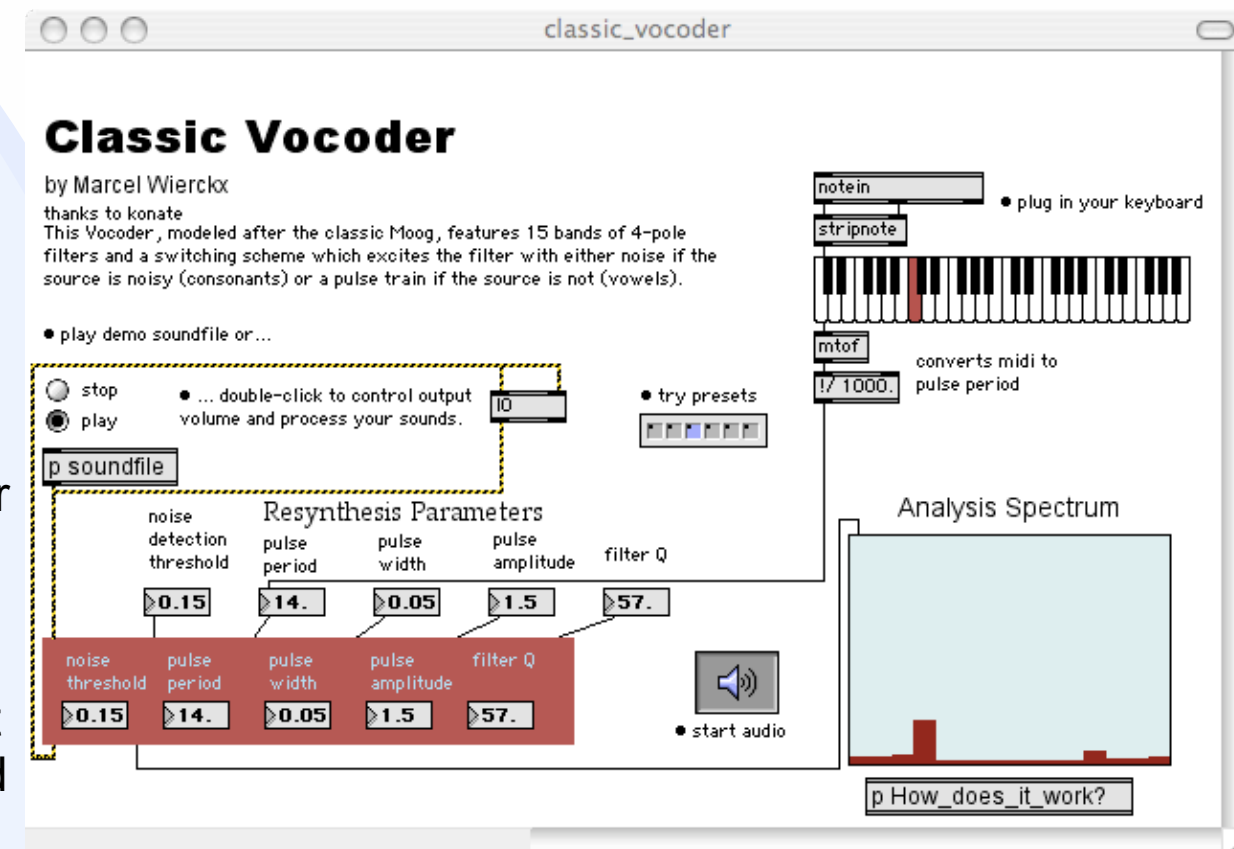 classic_vocoder
Classic Vocoder
by Marcel Wierckx
thanks to konate
This Vocoder, modeled after the classic Moog, features 15 bands of 4-pole
filters and a switching scheme which excites the filter with either noise if the
source is noisy (consonants) or a pulse train if the source is not (vowels).
notein
● plug in your keyboard
stripnote
mtof
!/ 1000.
converts midi to
pulse period
● play demo soundfile or...
stop
play
● ... double-click to control output
volume and process your sounds.
IO
● try presets
p soundfile
Resynthesis Parameters
noise
detection
threshold
pulse
period
pulse
width
pulse
amplitude
filter Q
0.15
14.
0.05
1.5
57.
noise
threshold
pulse
period
pulse
width
pulse
amplitude
filter Q
0.15
14.
0.05
1.5
57.
● start audio
Analysis Spectrum
p How_does_it_work?